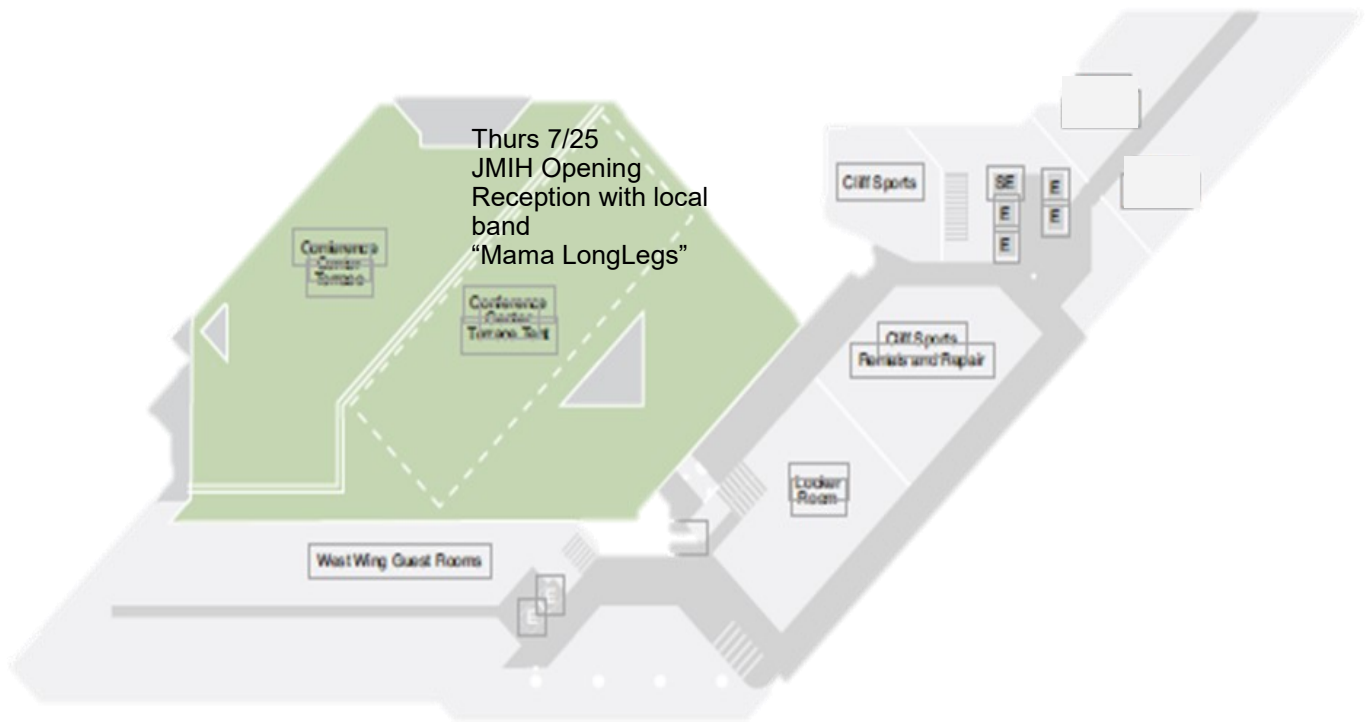 Thurs 7/25
JMIH Opening
Reception with local
band
“Mama LongLegs”
Cliff Sports
SE
E
E
E
E
Conference
Center
Terrace
Conference
Center
Terrace Tent
Cliff Sports
Rentals and Repair
Locker
Room
West Wing Guest Rooms
E
E